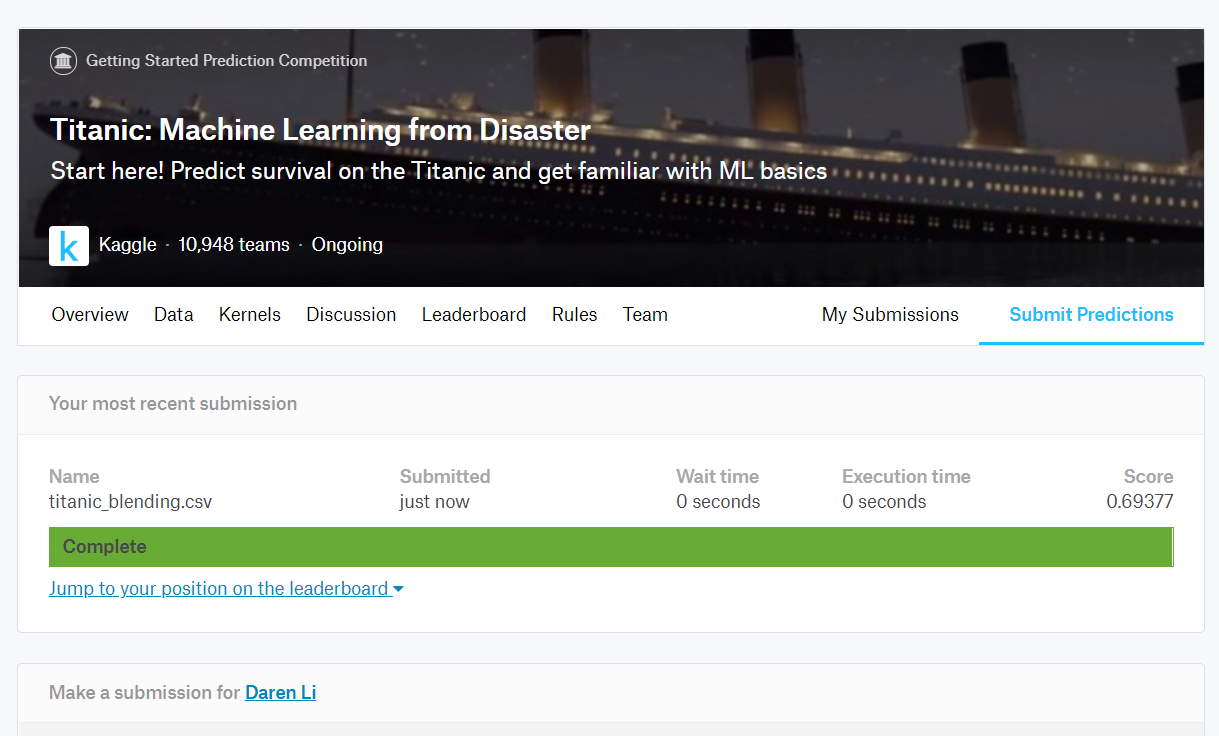 Getting Started Prediction Competition
Titanic: Machine Learning from Disaster
Start here! Predict survival on the Titanic and get familiar with ML basics
k Kaggle · 10,948 teams · Ongoing
Overview Data Kernels Discussion Leaderboard Rules Team My Submissions Submit Predictions
Your most recent submission
Name Submitted Wait time Execution time Score
titanic_blending.csv just now 0 seconds 0 seconds 0.69377
Complete
Jump to your position on the leaderboard
Make a submission for Daren Li